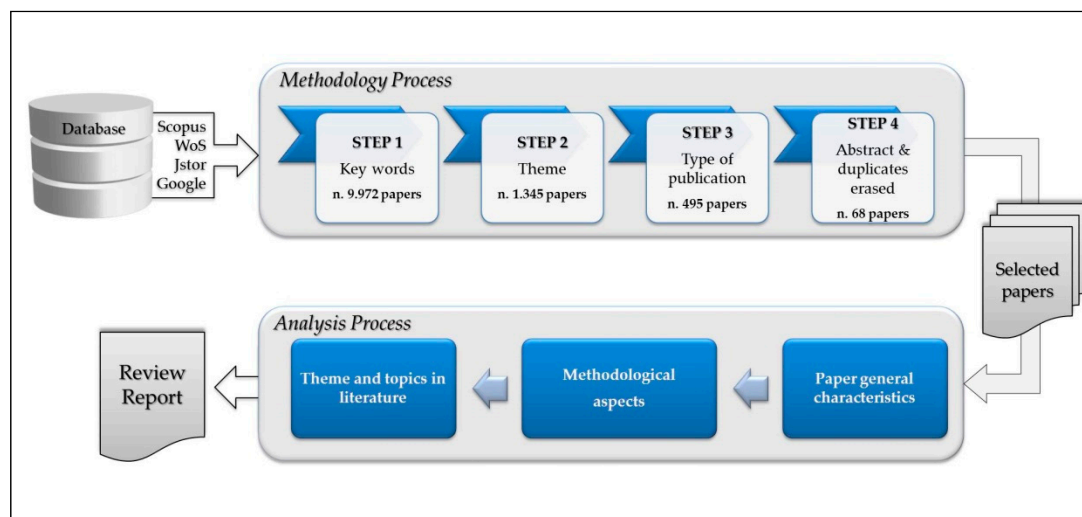 Methodology Process
Database
Scopus
WoS
Jstor
Google
STEP 1
Key words
n. 9.972 papers
STEP 2
Theme
n. 1.345 papers
STEP 3
Type of
publication
n. 495 papers
STEP 4
Abstract &
duplicates
erased
n. 68 papers
Selected
papers
Analysis Process
Paper general
characteristics
Methodological
aspects
Theme and topics in
literature
Review
Report